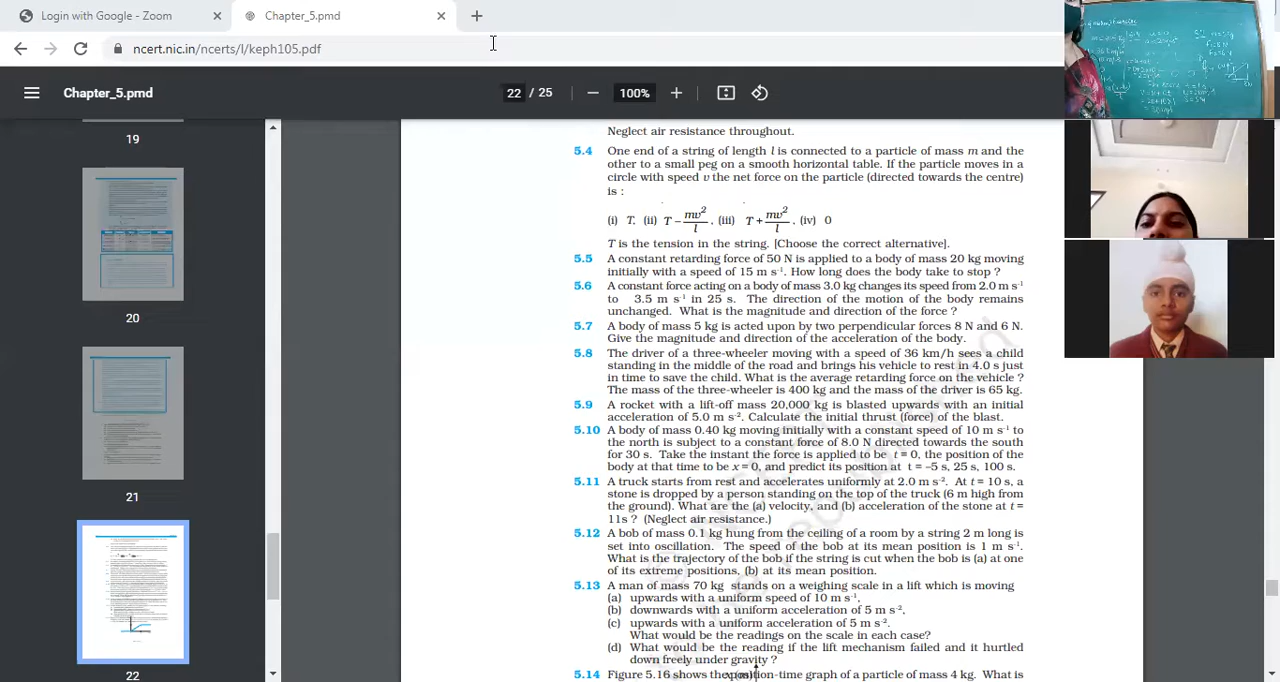 Login with Google - Zoom
Chapter_5.pmd
ncert.nic.in/ncerts/l/keph105.pdf
Chapter_5.pmd
22 / 25
100%
19
20
21
22
Neglect air resistance throughout.
5.4 One end of a string of length l is connected to a particle of mass m and the
other to a small peg on a smooth horizontal table. If the particle moves in a
circle with speed v the net force on the particle (directed towards the centre)
is :
(i) T, (ii) T − mv²/l, (iii) T + mv²/l, (iv) 0
T is the tension in the string. [Choose the correct alternative].
5.5 A constant retarding force of 50 N is applied to a body of mass 20 kg moving
initially with a speed of 15 m s⁻¹. How long does the body take to stop ?
5.6 A constant force acting on a body of mass 3.0 kg changes its speed from 2.0 m s⁻¹
to 3.5 m s⁻¹ in 25 s. The direction of the motion of the body remains
unchanged. What is the magnitude and direction of the force ?
5.7 A body of mass 5 kg is acted upon by two perpendicular forces 8 N and 6 N.
Give the magnitude and direction of the acceleration of the body.
5.8 The driver of a three-wheeler moving with a speed of 36 km/h sees a child
standing in the middle of the road and brings his vehicle to rest in 4.0 s just
in time to save the child. What is the average retarding force on the vehicle ?
The mass of the three-wheeler is 400 kg and the mass of the driver is 65 kg.
5.9 A rocket with a lift-off mass 20,000 kg is blasted upwards with an initial
acceleration of 5.0 m s⁻². Calculate the initial thrust (force) of the blast.
5.10 A body of mass 0.40 kg moving initially with a constant speed of 10 m s⁻¹ to
the north is subject to a constant force of 8.0 N directed towards the south
for 30 s. Take the instant the force is applied to be t = 0, the position of the
body at that time to be x = 0, and predict its position at t = –5 s, 25 s, 100 s.
5.11 A truck starts from rest and accelerates uniformly at 2.0 m s⁻². At t = 10 s, a
stone is dropped by a person standing on the top of the truck (6 m high from
the ground). What are the (a) velocity, and (b) acceleration of the stone at t =
11s ? (Neglect air resistance.)
5.12 A bob of mass 0.1 kg hung from the ceiling of a room by a string 2 m long is
set into oscillation. The speed of the bob at its mean position is 1 m s⁻¹.
What is the trajectory of the bob if the string is cut when the bob is (a) at one
of its extreme positions, (b) at its mean position.
5.13 A man of mass 70 kg stands on a weighing scale in a lift which is moving
(a) upwards with a uniform speed of 10 m s⁻¹,
(b) downwards with a uniform acceleration of 5 m s⁻²,
(c) upwards with a uniform acceleration of 5 m s⁻².
What would be the readings on the scale in each case?
(d) What would be the reading if the lift mechanism failed and it hurtled
down freely under gravity ?
5.14 Figure 5.16 shows the position-time graph of a particle of mass 4 kg. What is